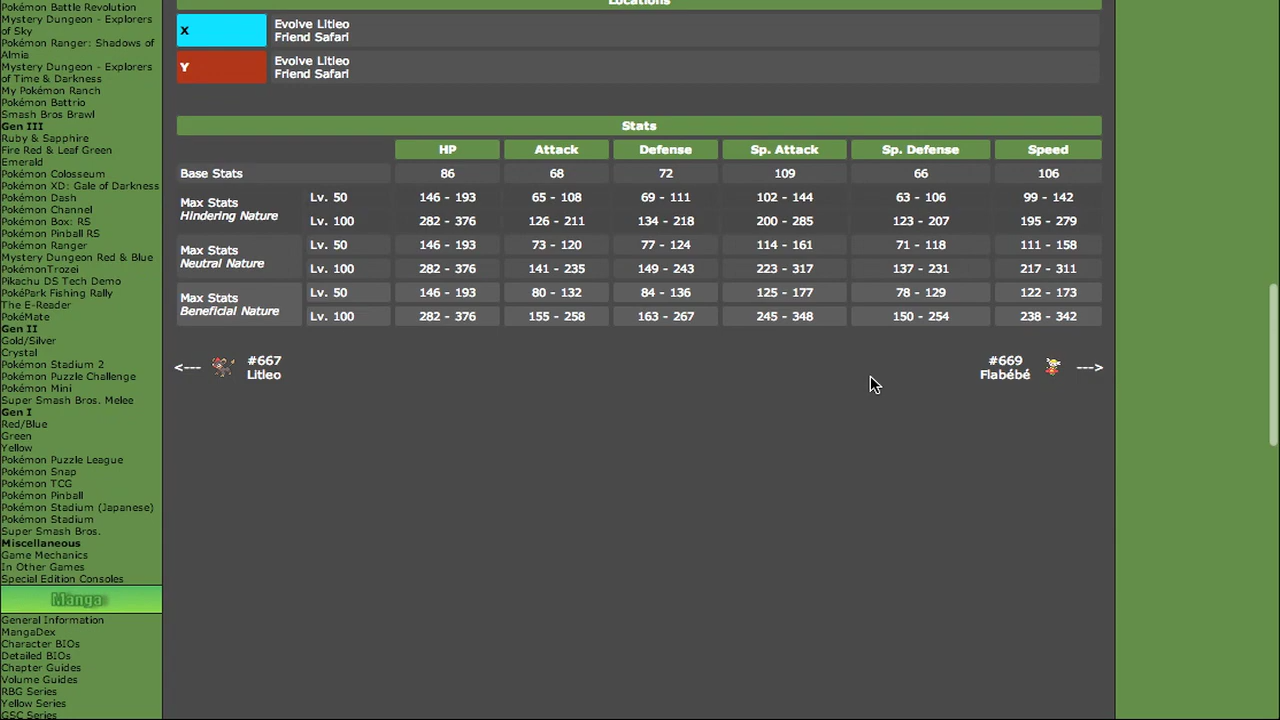 Pokémon Battle Revolution
Mystery Dungeon - Explorers
of Sky
Pokémon Ranger: Shadows of
Almia
Mystery Dungeon - Explorers
of Time & Darkness
My Pokémon Ranch
Pokémon Battrio
Smash Bros Brawl
Gen III
Ruby & Sapphire
Fire Red & Leaf Green
Emerald
Pokémon Colosseum
Pokémon XD: Gale of Darkness
Pokémon Dash
Pokémon Channel
Pokémon Box: RS
Pokémon Pinball RS
Pokémon Ranger
Mystery Dungeon Red & Blue
PokémonTrozei
Pikachu DS Tech Demo
PokéPark Fishing Rally
The E-Reader
PokéMate
Gen II
Gold/Silver
Crystal
Pokémon Stadium 2
Pokémon Puzzle Challenge
Pokémon Mini
Super Smash Bros. Melee
Gen I
Red/Blue
Green
Yellow
Pokémon Puzzle League
Pokémon Snap
Pokémon TCG
Pokémon Pinball
Pokémon Stadium (Japanese)
Pokémon Stadium
Super Smash Bros.
Miscellaneous
Game Mechanics
In Other Games
Special Edition Consoles
Manga
General Information
MangaDex
Character BIOs
Detailed BIOs
Chapter Guides
Volume Guides
RBG Series
Yellow Series
GSC Series
Locations
X Evolve Litleo
Friend Safari
Y Evolve Litleo
Friend Safari
Stats
HP Attack Defense Sp. Attack Sp. Defense Speed
Base Stats 86 68 72 109 66 106
Max Stats
Hindering Nature
Lv. 50 146 - 193 65 - 108 69 - 111 102 - 144 63 - 106 99 - 142
Lv. 100 282 - 376 126 - 211 134 - 218 200 - 285 123 - 207 195 - 279
Max Stats
Neutral Nature
Lv. 50 146 - 193 73 - 120 77 - 124 114 - 161 71 - 118 111 - 158
Lv. 100 282 - 376 141 - 235 149 - 243 223 - 317 137 - 231 217 - 311
Max Stats
Beneficial Nature
Lv. 50 146 - 193 80 - 132 84 - 136 125 - 177 78 - 129 122 - 173
Lv. 100 282 - 376 155 - 258 163 - 267 245 - 348 150 - 254 238 - 342
<--- #667
Litleo
#669 --->
Flabébé